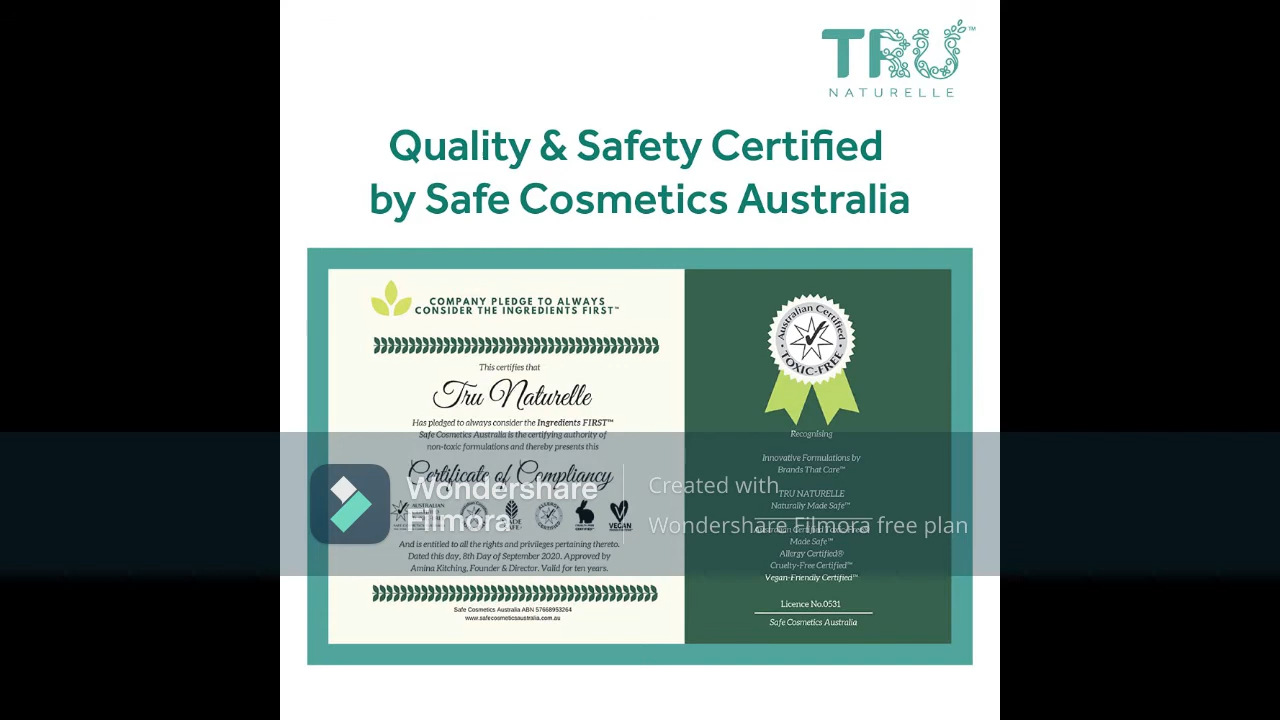 TRU™
NATURELLE
Quality & Safety Certified
by Safe Cosmetics Australia
COMPANY PLEDGE TO ALWAYS
CONSIDER THE INGREDIENTS FIRST™
This certifies that
Tru Naturelle
Has pledged to always consider the Ingredients FIRST™
Safe Cosmetics Australia is the certifying authority of
non-toxic formulations and thereby presents this
Certificate of Compliancy
AUSTRALIAN
VEGAN
And is entitled to all the rights and privileges pertaining thereto.
Dated this day, 8th Day of September 2020. Approved by
Amina Kitching, Founder & Director. Valid for ten years.
Safe Cosmetics Australia ABN 57668953264
www.safecosmeticsaustralia.com.au
Australian Certified
TOXIC-FREE
Recognising
Innovative Formulations by
Brands That Care™
TRU NATURELLE
Naturally Made Safe™
Australian Certified Toxic-Free®
Made Safe™
Allergy Certified®
Cruelty-Free Certified™
Vegan-Friendly Certified™
Licence No.0531
Safe Cosmetics Australia
Wondershare
Filmora
Created with
Wondershare Filmora free plan